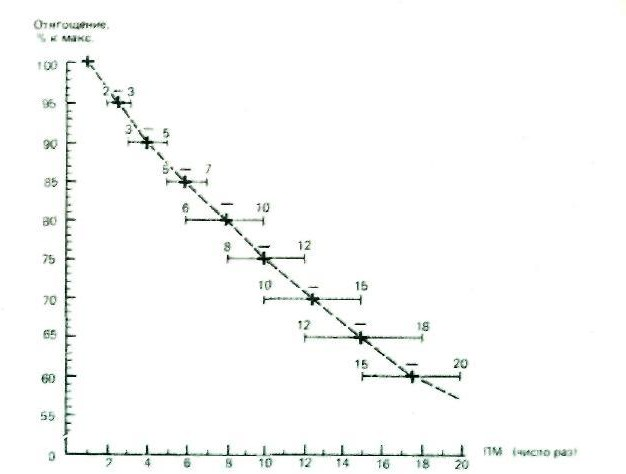 Отягощение,
% к макс.
100
95 2 – 3
90 3 – 5
85 5 – 7
80 6 – 10
75 8 – 12
70 10 – 15
65 12 – 18
60 15 – 20
55
0
2 4 6 8 10 12 14 16 18 20 ПМ (число раз)